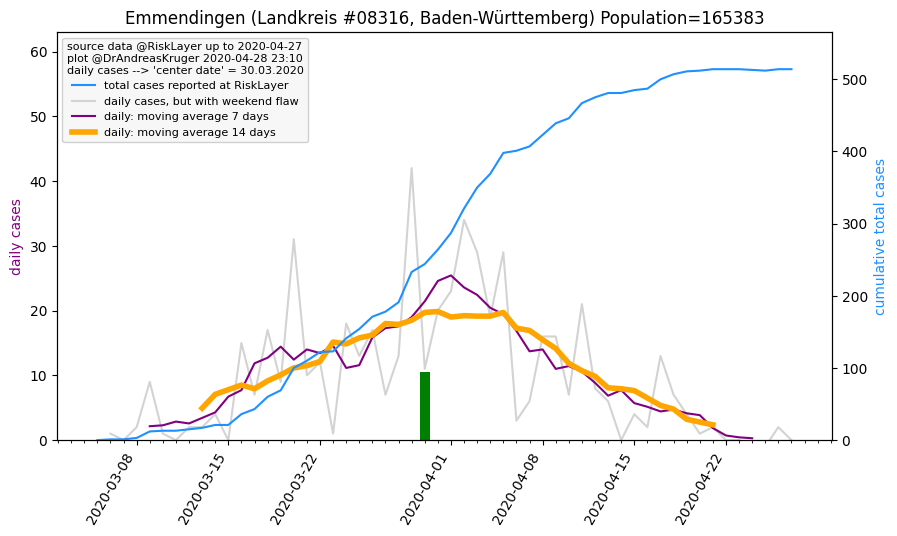 Emmendingen (Landkreis #08316, Baden-Württemberg) Population=165383
source data @RiskLayer up to 2020-04-27
plot @DrAndreasKruger 2020-04-28 23:10
daily cases --> 'center date' = 30.03.2020
total cases reported at RiskLayer
daily cases, but with weekend flaw
daily: moving average 7 days
daily: moving average 14 days
daily cases
60
50
40
30
20
10
0
cumulative total cases
500
400
300
200
100
0
2020-03-08
2020-03-15
2020-03-22
2020-04-01
2020-04-08
2020-04-15
2020-04-22